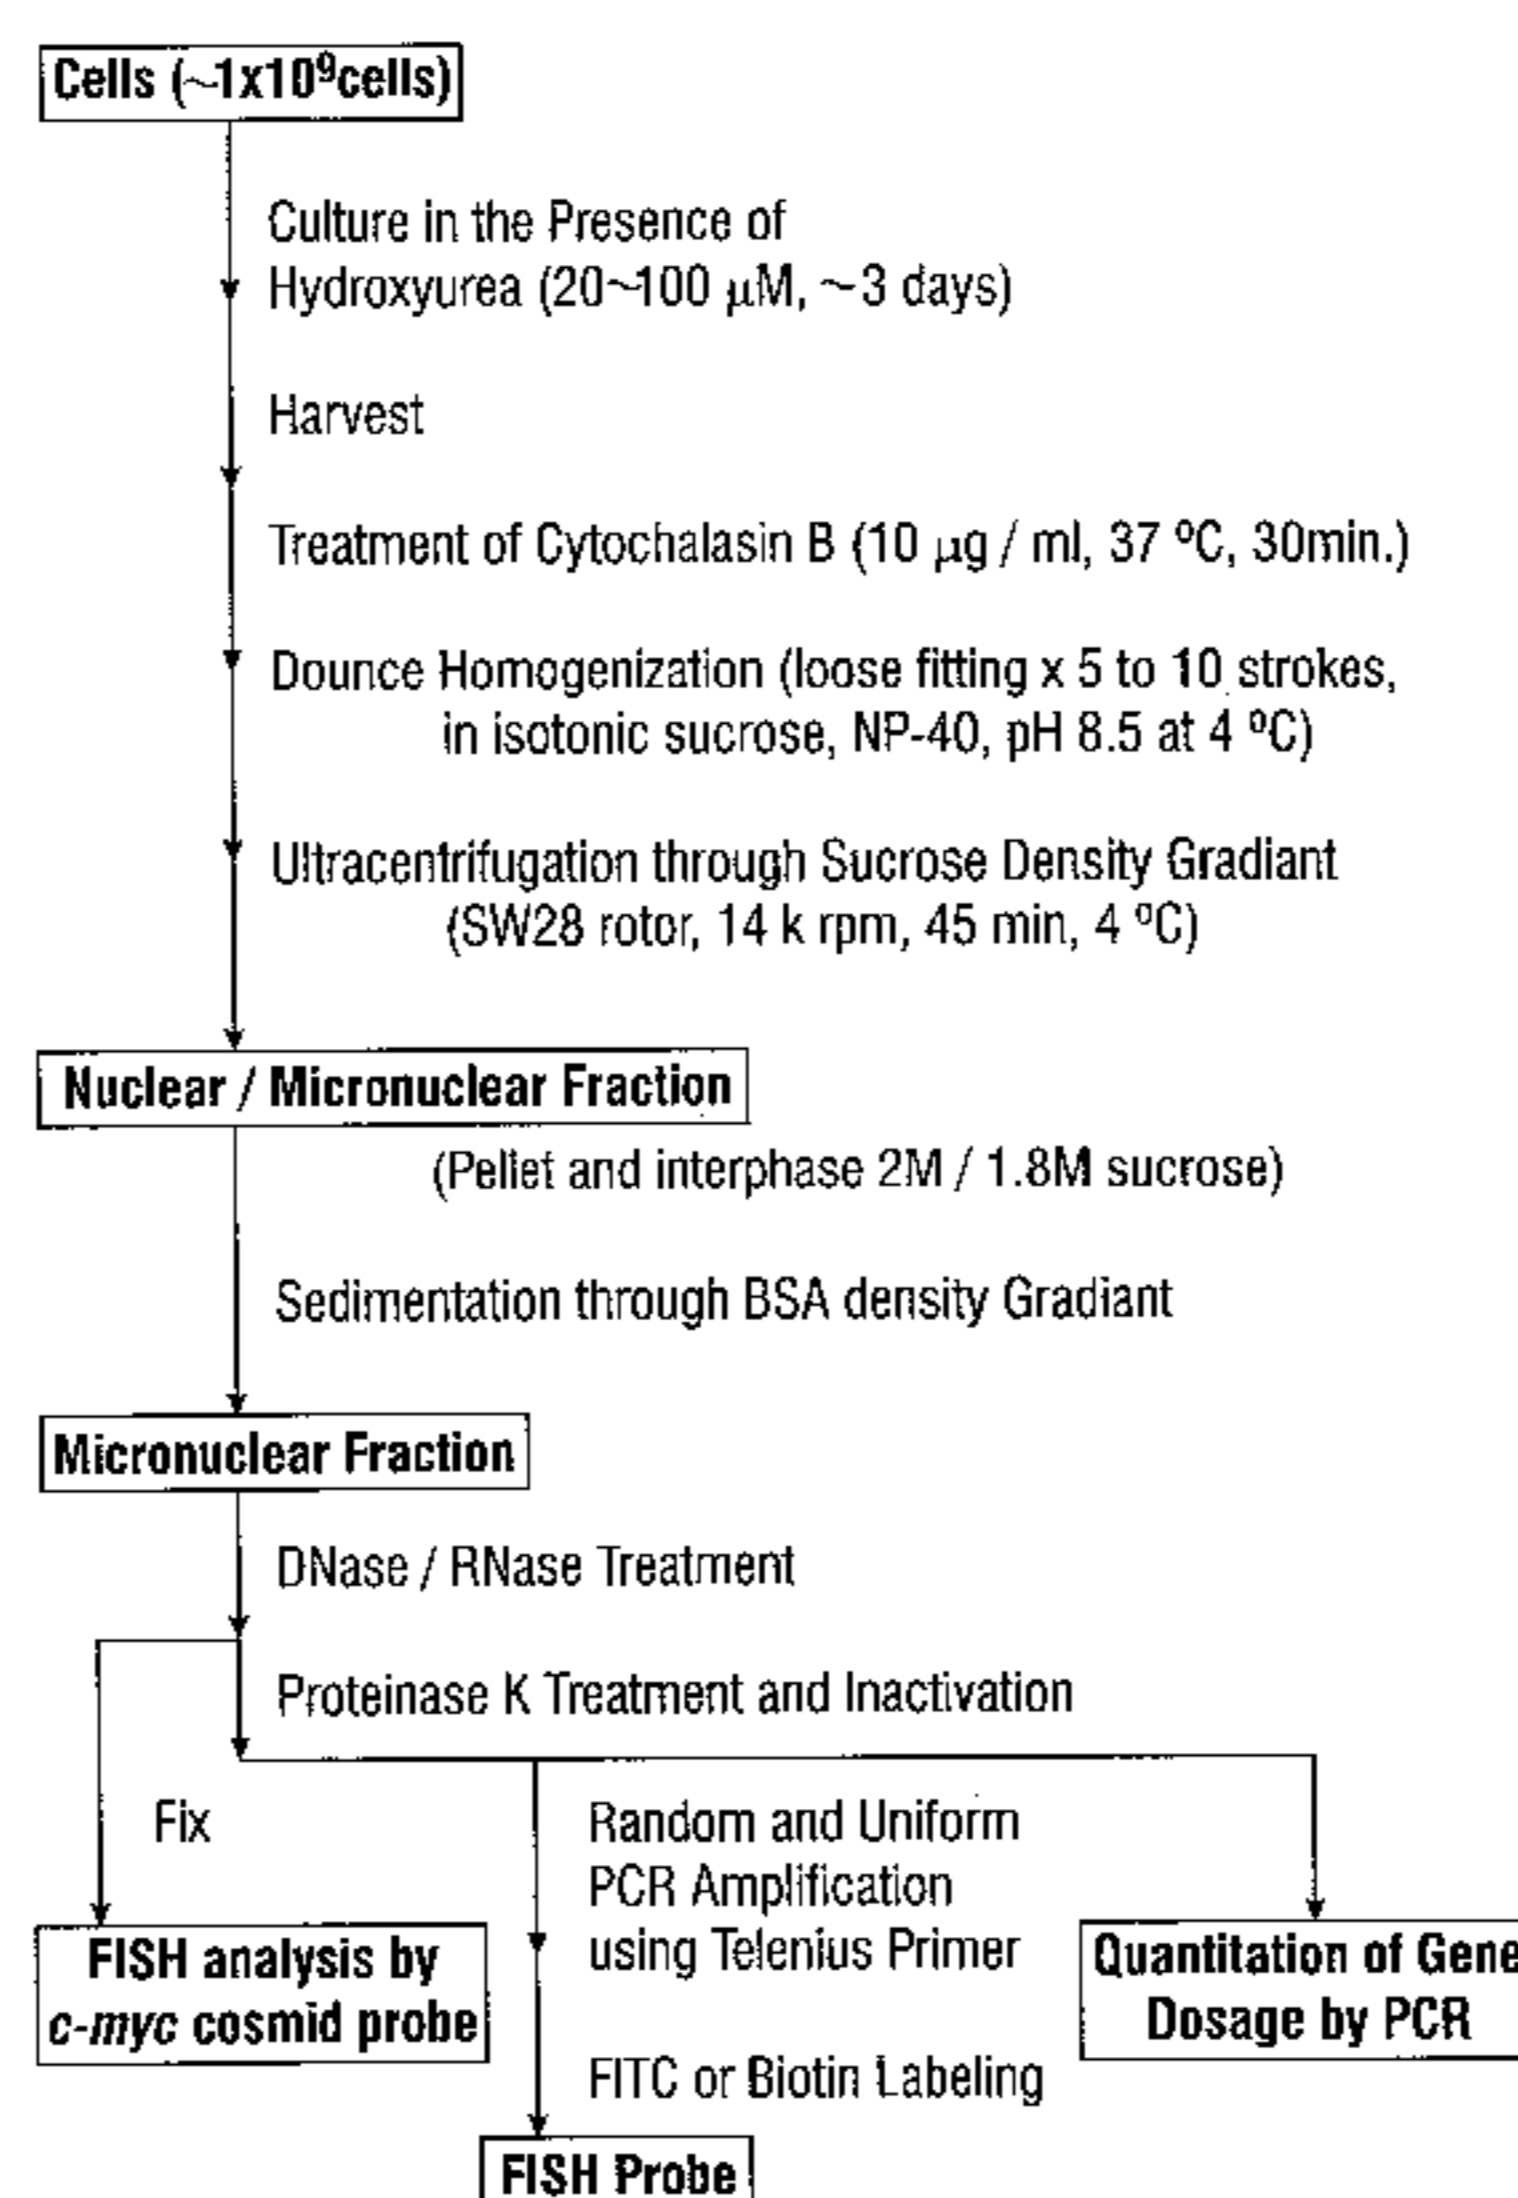 Cells (~1x10⁹cells)
Culture in the Presence of
Hydroxyurea (20~100 µM, ~3 days)
Harvest
Treatment of Cytochalasin B (10 µg / ml, 37 ºC, 30min.)
Dounce Homogenization (loose fitting x 5 to 10 strokes,
in isotonic sucrose, NP-40, pH 8.5 at 4 ºC)
Ultracentrifugation through Sucrose Density Gradiant
(SW28 rotor, 14 k rpm, 45 min, 4 ºC)
Nuclear / Micronuclear Fraction
(Pellet and interphase 2M / 1.8M sucrose)
Sedimentation through BSA density Gradiant
Micronuclear Fraction
DNase / RNase Treatment
Proteinase K Treatment and Inactivation
Fix
Random and Uniform
PCR Amplification
using Telenius Primer
FISH analysis by
c-myc cosmid probe
Quantitation of Gene
Dosage by PCR
FITC or Biotin Labeling
FISH Probe